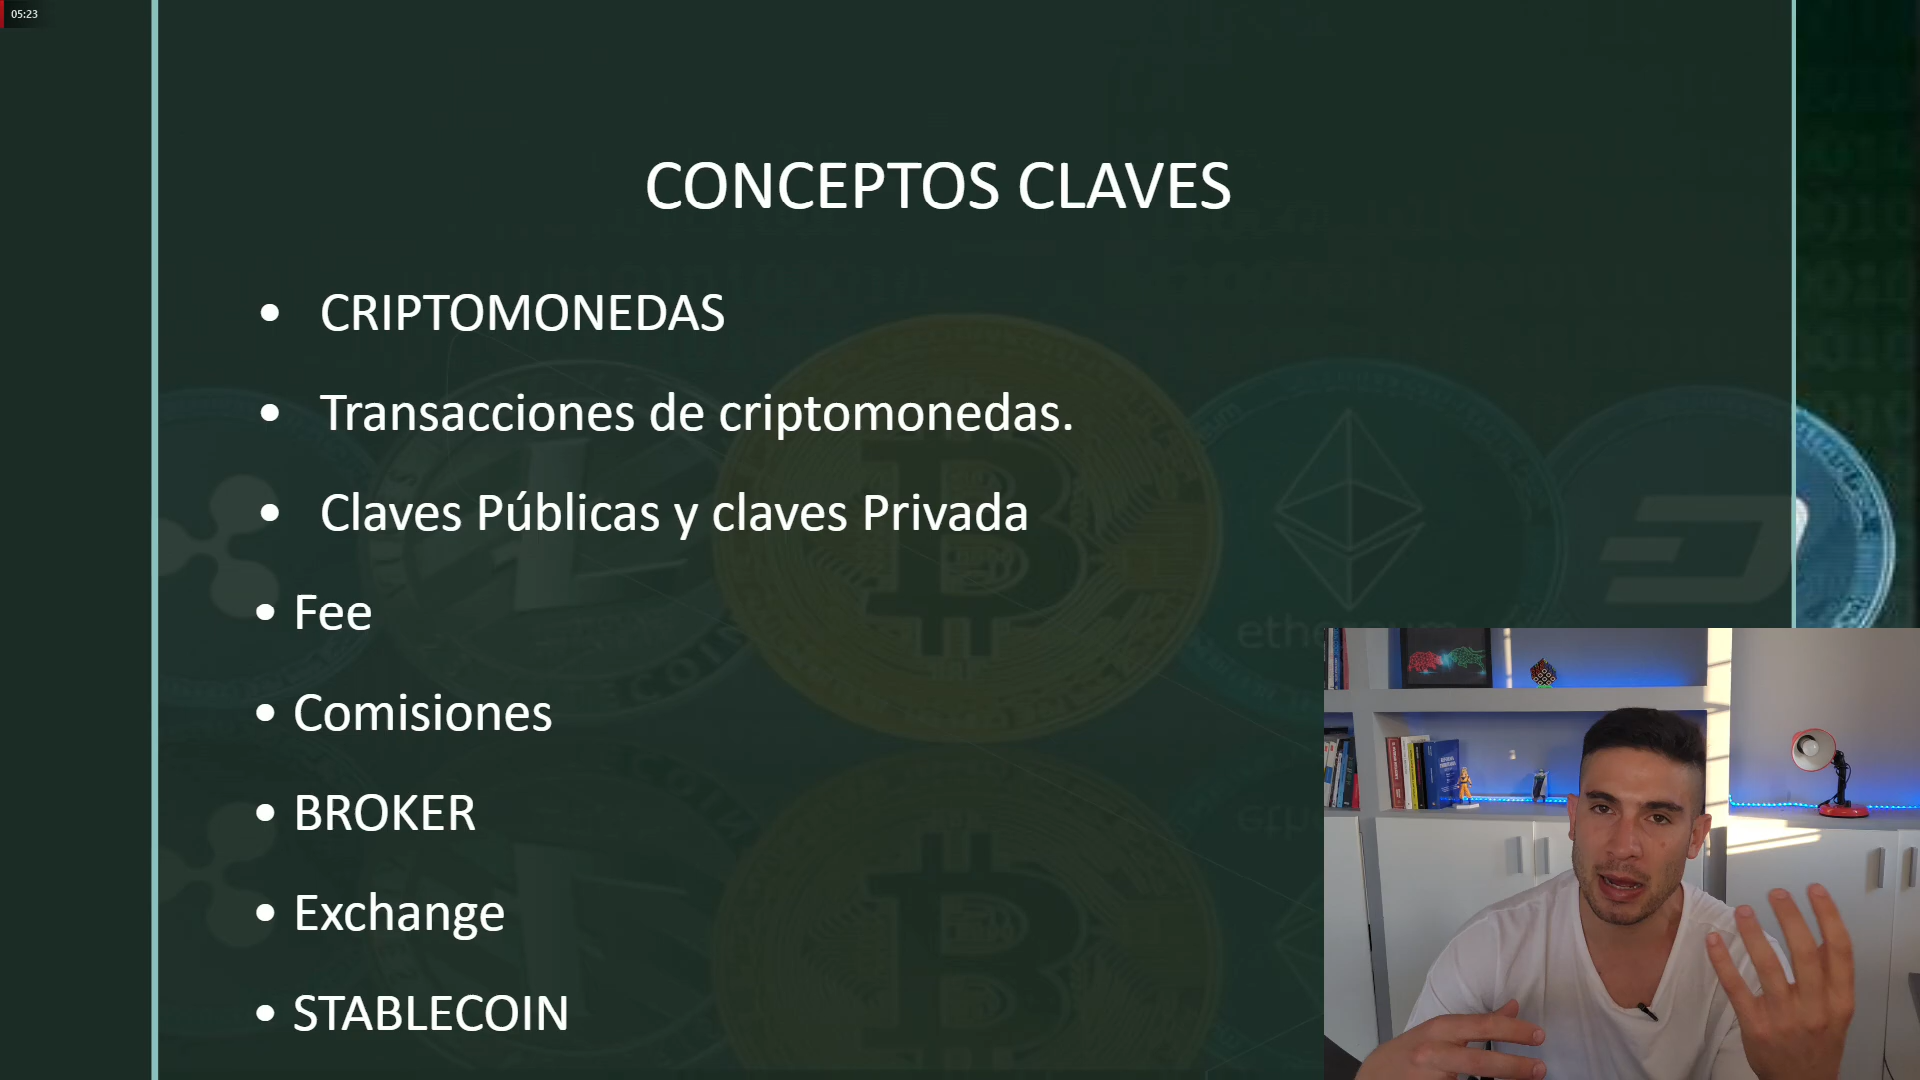 05:23
CONCEPTOS CLAVES
• CRIPTOMONEDAS
• Transacciones de criptomonedas.
• Claves Públicas y claves Privada
• Fee
• Comisiones
• BROKER
• Exchange
• STABLECOIN